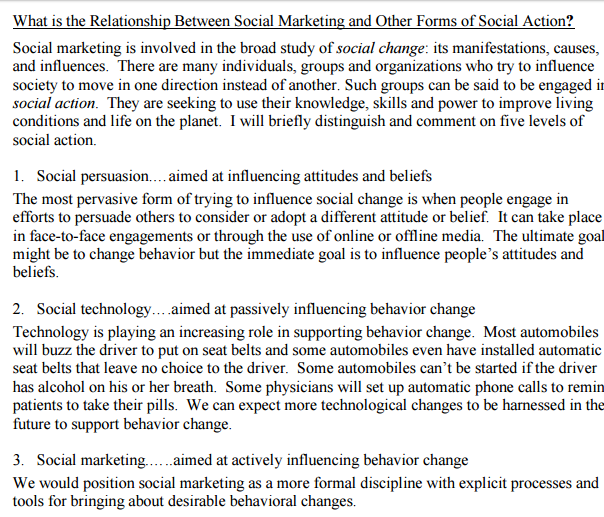 What is the Relationship Between Social Marketing and Other Forms of Social Action?
Social marketing is involved in the broad study of social change: its manifestations, causes,
and influences. There are many individuals, groups and organizations who try to influence
society to move in one direction instead of another. Such groups can be said to be engaged in
social action. They are seeking to use their knowledge, skills and power to improve living
conditions and life on the planet. I will briefly distinguish and comment on five levels of
social action.
1. Social persuasion....aimed at influencing attitudes and beliefs
The most pervasive form of trying to influence social change is when people engage in
efforts to persuade others to consider or adopt a different attitude or belief. It can take place
in face-to-face engagements or through the use of online or offline media. The ultimate goal
might be to change behavior but the immediate goal is to influence people's attitudes and
beliefs.
2. Social technology....aimed at passively influencing behavior change
Technology is playing an increasing role in supporting behavior change. Most automobiles
will buzz the driver to put on seat belts and some automobiles even have installed automatic
seat belts that leave no choice to the driver. Some automobiles can't be started if the driver
has alcohol on his or her breath. Some physicians will set up automatic phone calls to remin
patients to take their pills. We can expect more technological changes to be harnessed in the
future to support behavior change.
3. Social marketing......aimed at actively influencing behavior change
We would position social marketing as a more formal discipline with explicit processes and
tools for bringing about desirable behavioral changes.